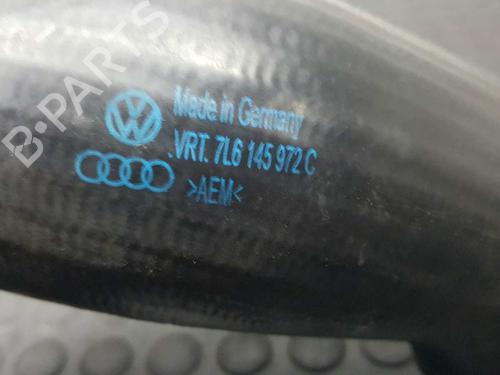 Made in Germany
VRT. 7L6 145 972 C
>AEM<
B-PARTS